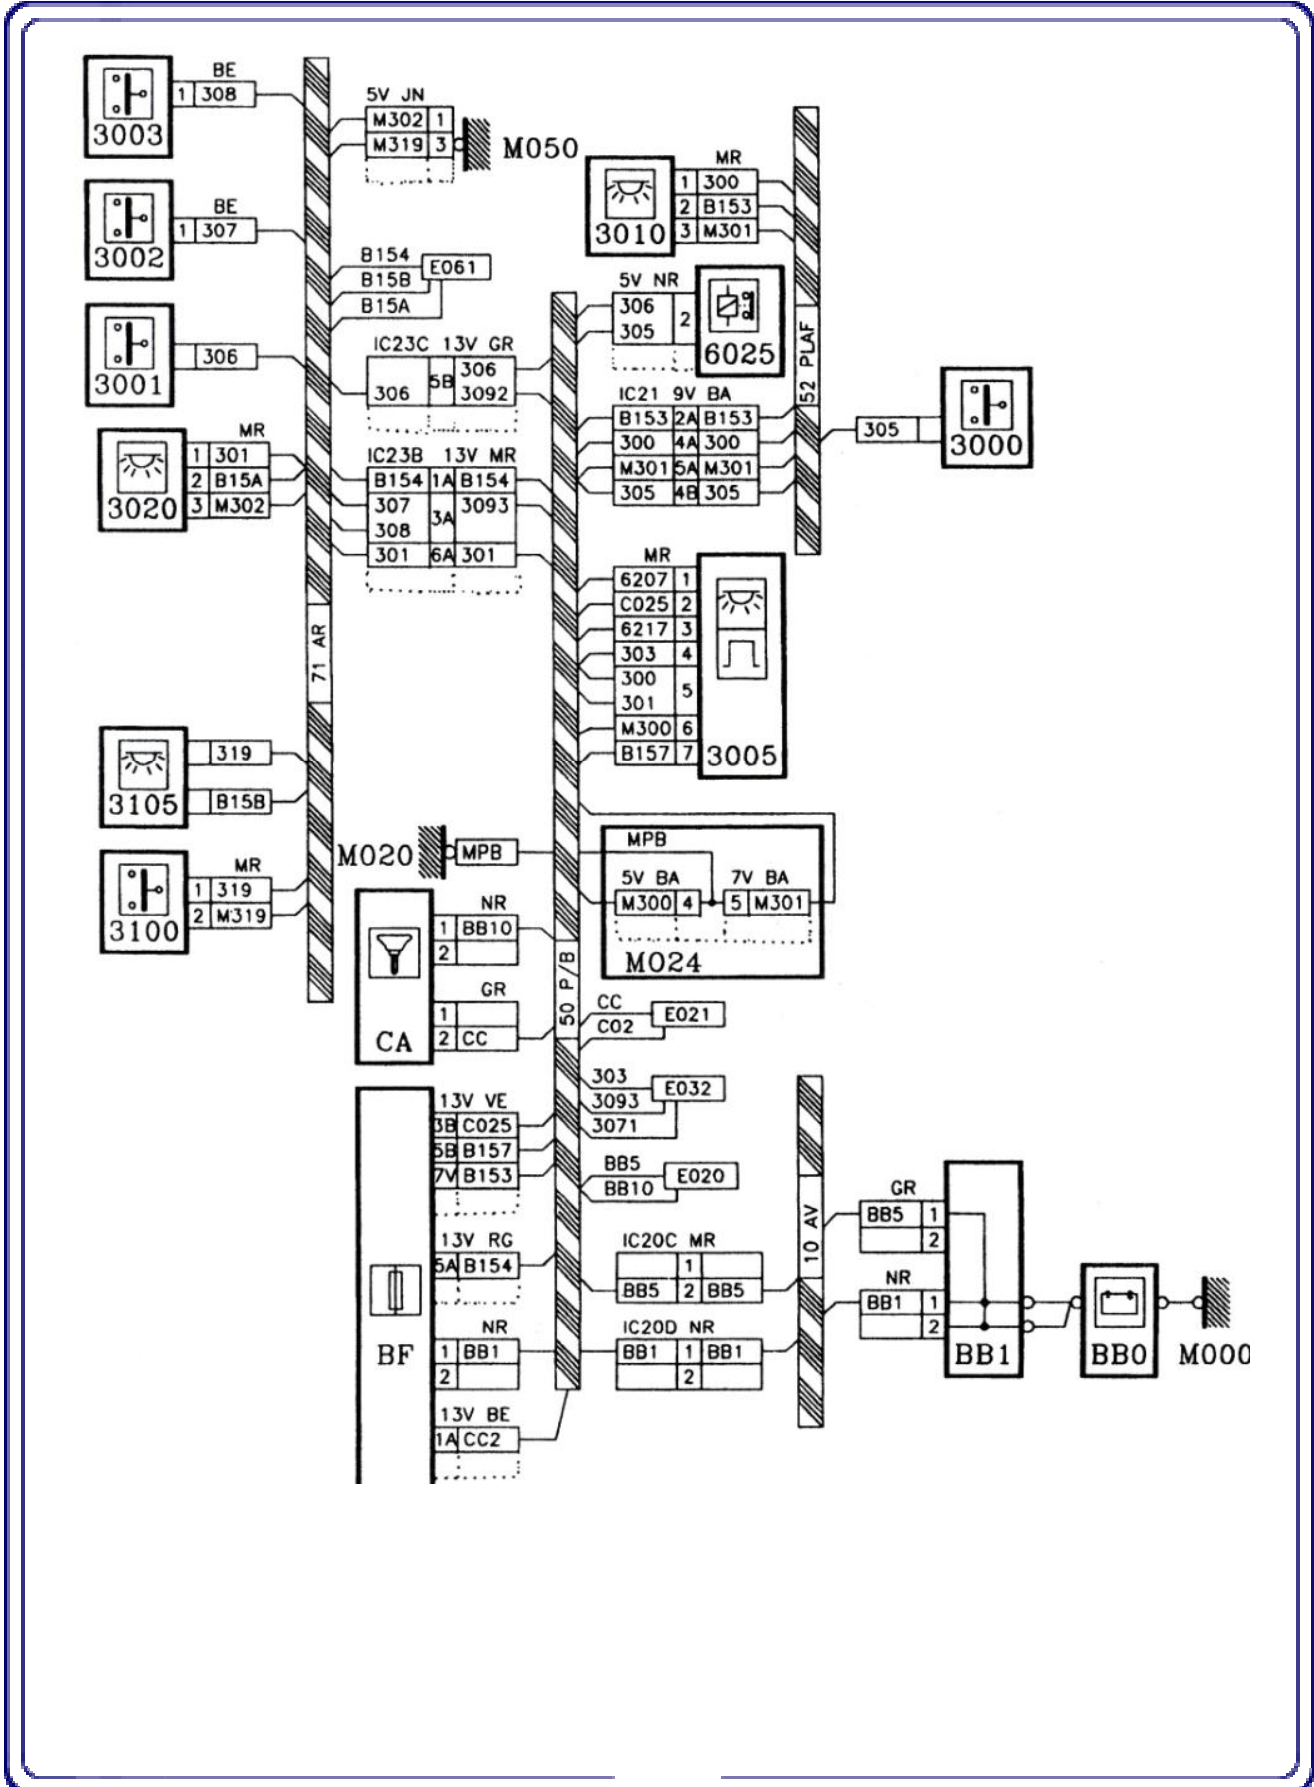 BE
1 308
3003
5V JN
M302 1
M319 3
M050
BE
1 307
3002
B154
B15B
B15A
E061
306
3001
IC23C 13V GR
306
306 5B 3092
MR
1 301
2 B15A
3 M302
3020
IC23B 13V MR
B154 1A B154
307 3093
3A
308
301 6A 301
71 AR
MR
1 300
2 B153
3 M301
3010
5V NR
306
305
2
6025
52 PLAF
IC21 9V BA
B153 2A B153
300 4A 300
M301 5A M301
305 4B 305
305
3000
MR
6207 1
C025 2
6217 3
303 4
300
301
5
M300 6
B157 7
3005
319
B15B
3105
MR
1 319
2 M319
3100
M020
MPB
MPB
5V BA
M300 4
7V BA
5 M301
M024
NR
1 BB10
2
GR
1
2 CC
CA
50 P/B
CC
C02
E021
303
3093
3071
E032
BB5
BB10
E020
13V VE
3B C025
5B B157
7V B153
13V RG
5A B154
NR
1 BB1
2
BF
13V BE
1A CC2
IC20C MR
1
BB5 2 BB5
IC20D NR
BB1 1 BB1
2
10 AV
GR
BB5 1
2
NR
BB1 1
2
BB1
BB0
M000